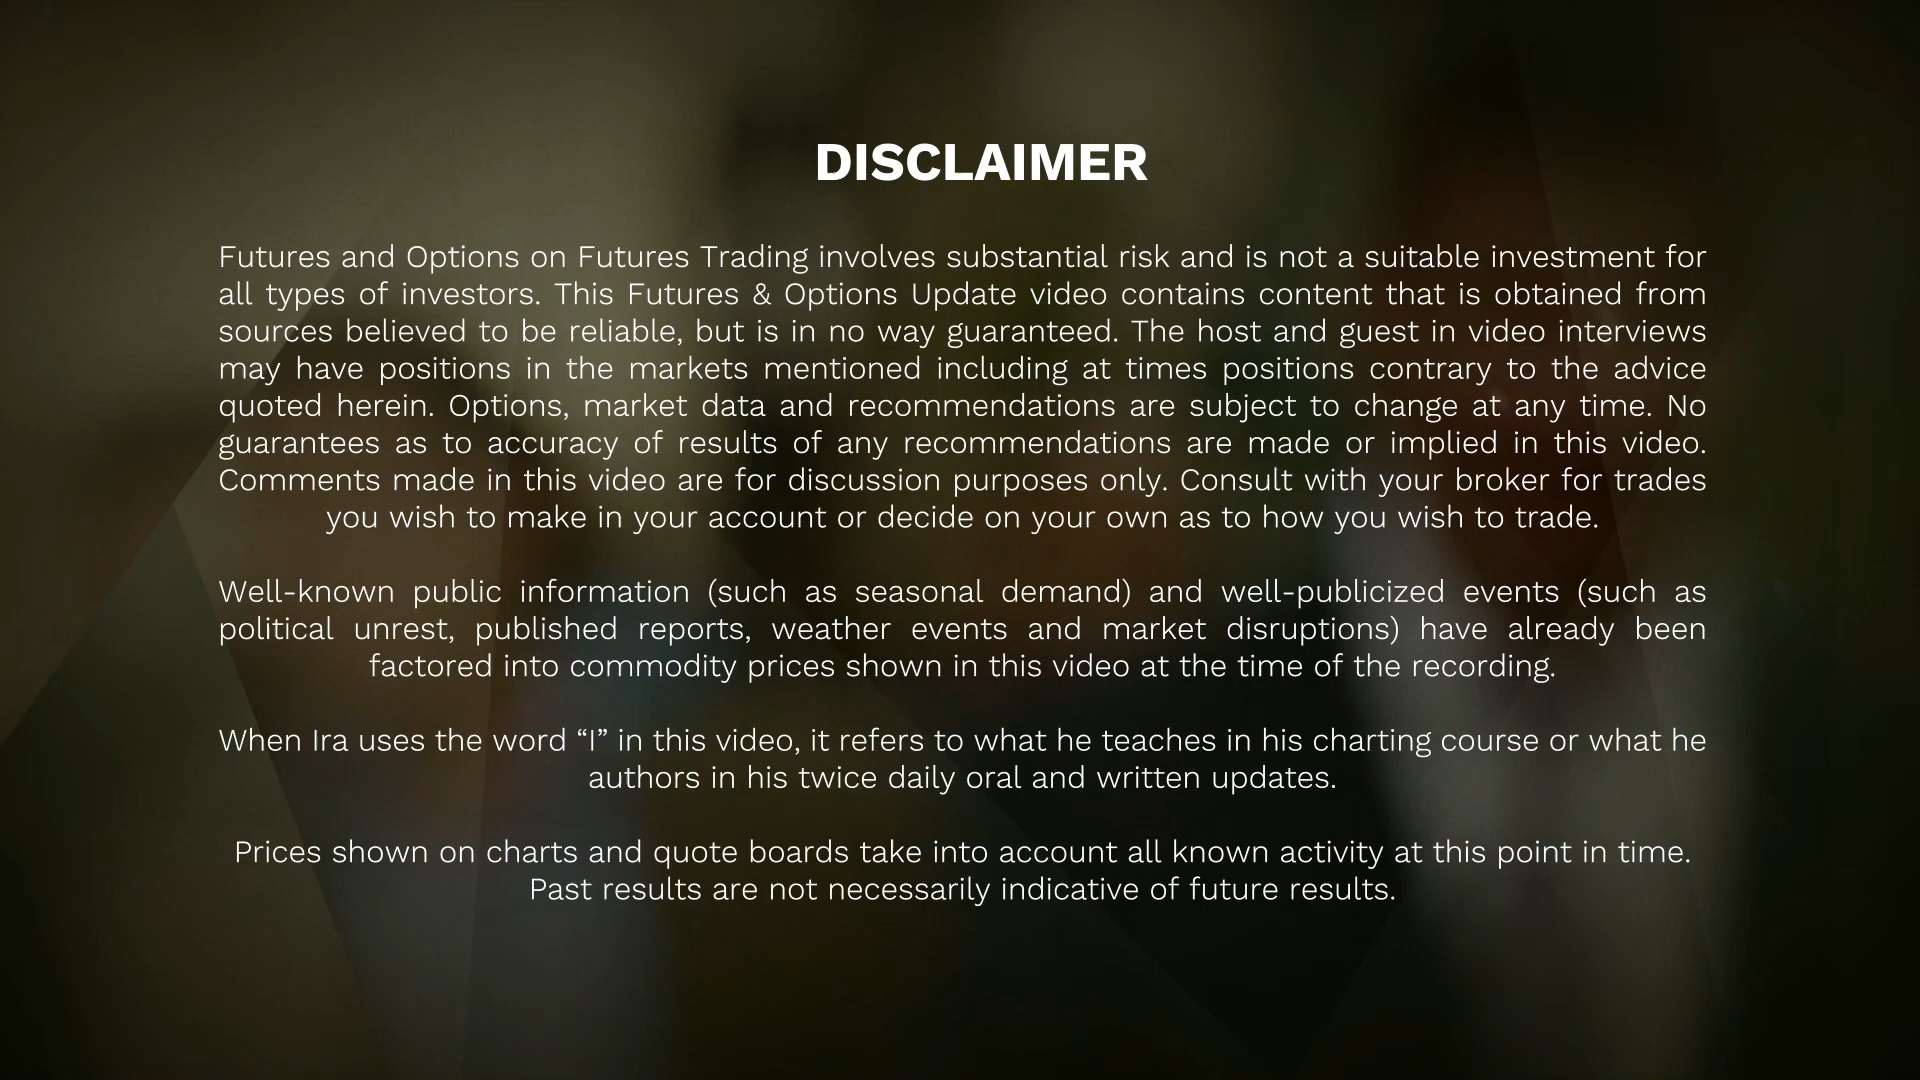 DISCLAIMER
Futures and Options on Futures Trading involves substantial risk and is not a suitable investment for
all types of investors. This Futures & Options Update video contains content that is obtained from
sources believed to be reliable, but is in no way guaranteed. The host and guest in video interviews
may have positions in the markets mentioned including at times positions contrary to the advice
quoted herein. Options, market data and recommendations are subject to change at any time. No
guarantees as to accuracy of results of any recommendations are made or implied in this video.
Comments made in this video are for discussion purposes only. Consult with your broker for trades
you wish to make in your account or decide on your own as to how you wish to trade.
Well-known public information (such as seasonal demand) and well-publicized events (such as
political unrest, published reports, weather events and market disruptions) have already been
factored into commodity prices shown in this video at the time of the recording.
When Ira uses the word “I” in this video, it refers to what he teaches in his charting course or what he
authors in his twice daily oral and written updates.
Prices shown on charts and quote boards take into account all known activity at this point in time.
Past results are not necessarily indicative of future results.